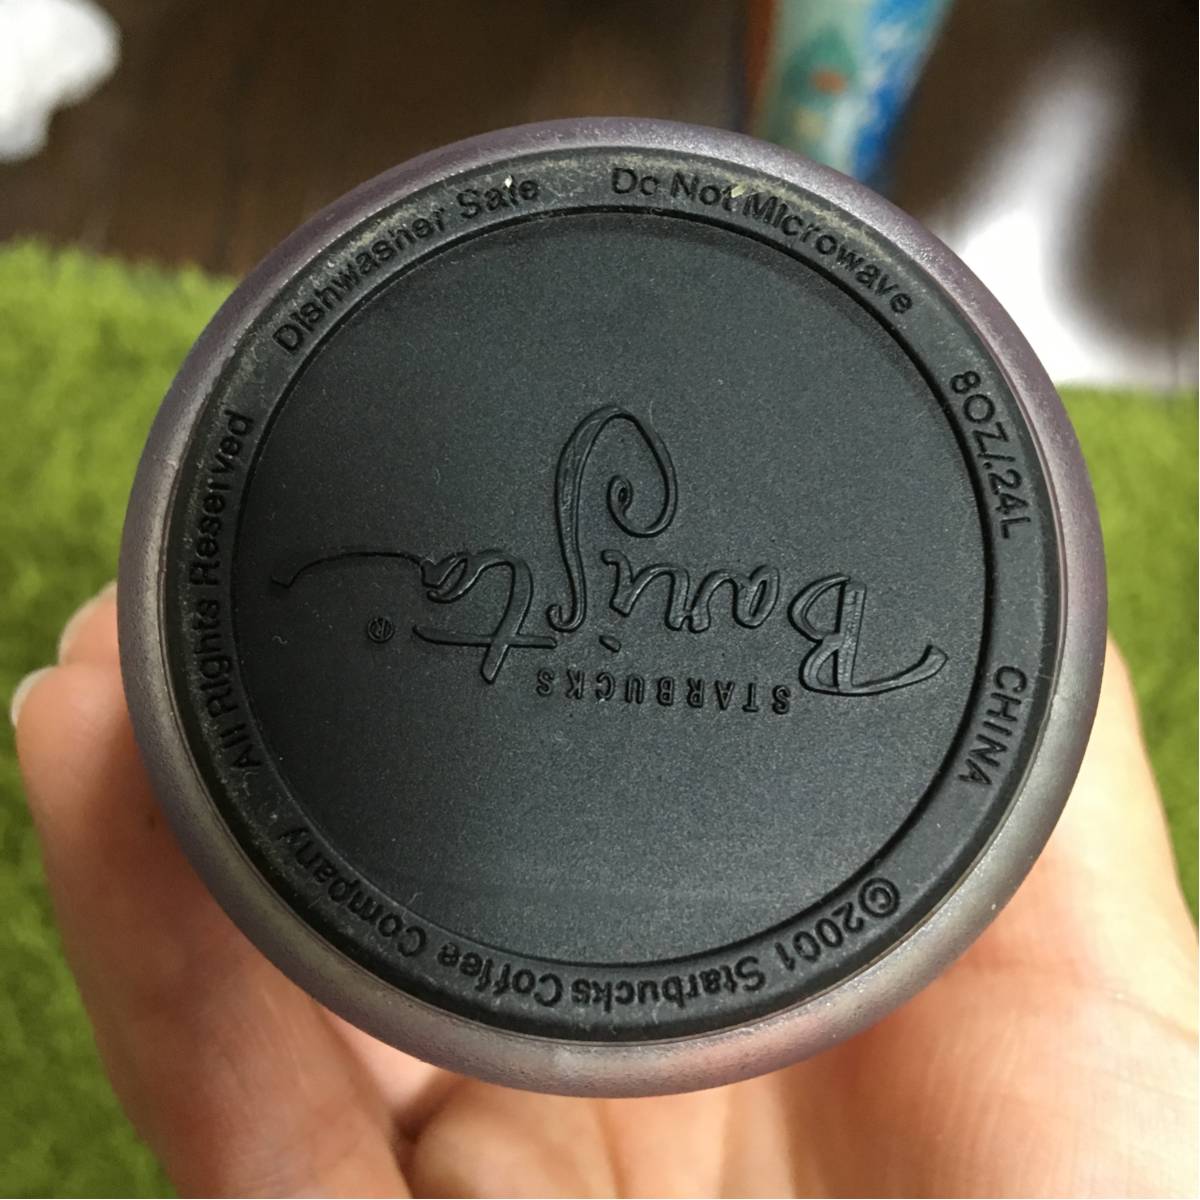 STARBUCKS
Barista ®
Dishwasher Safe
Do Not Microwave
8OZ/.24L
CHINA
©2001 Starbucks Coffee Company
All Rights Reserved